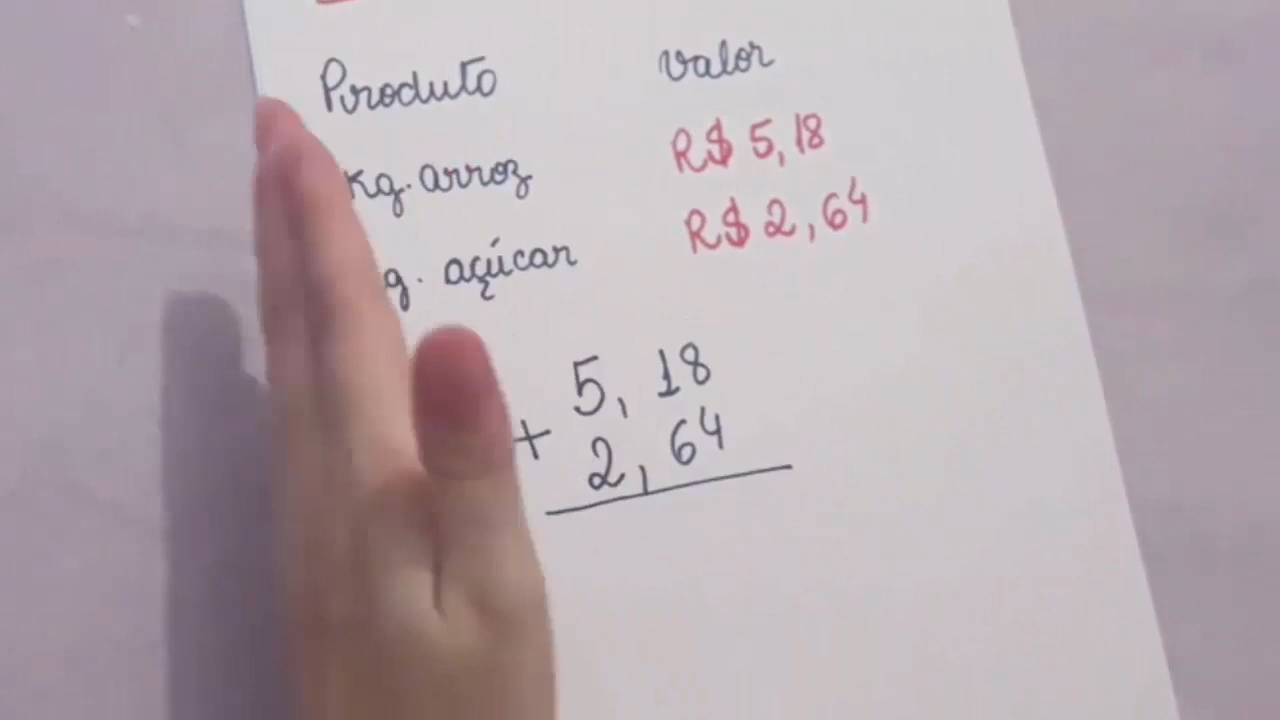 Produto valor
Kg. arroz R$ 5,18
g. açúcar R$ 2,64
5,18
+ 2,64